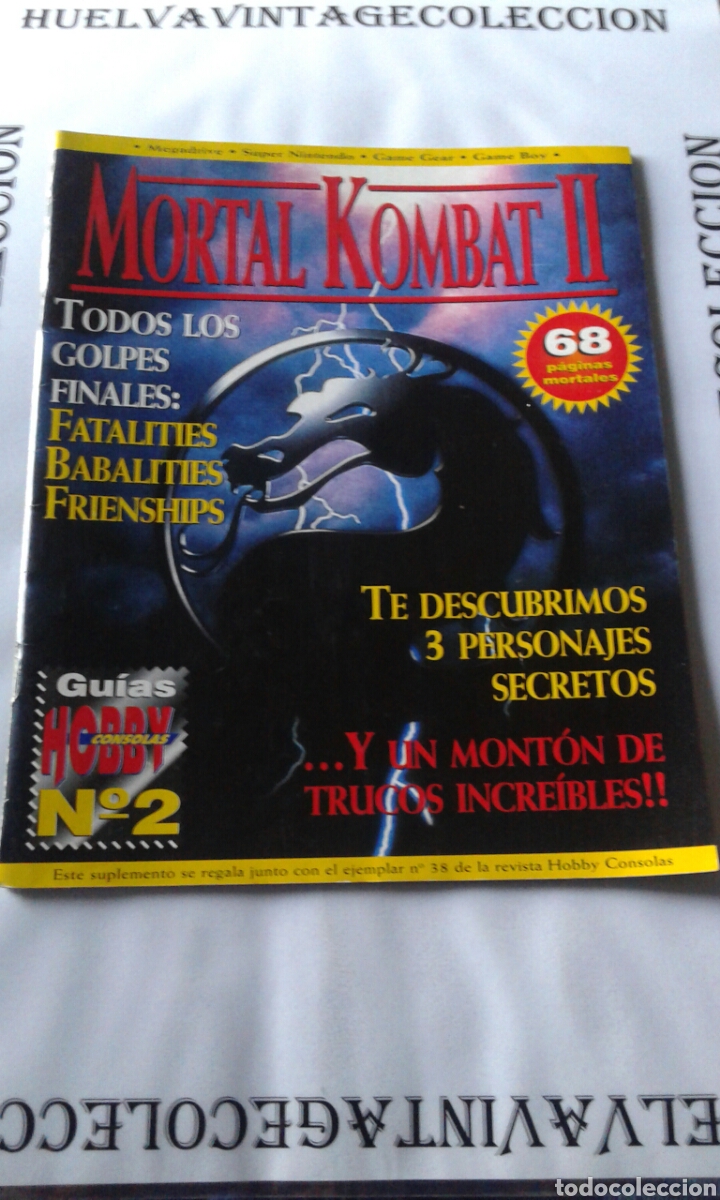 HUELVAVINTAGECOLECCION
• Megadrive • Super Nintendo • Game Gear • Game Boy •
MORTAL KOMBAT II
TODOS LOS
GOLPES
FINALES:
FATALITIES
BABALITIES
FRIENSHIPS
68
páginas
mortales
TE DESCUBRIMOS
3 PERSONAJES
SECRETOS
...Y UN MONTÓN DE
TRUCOS INCREÍBLES!!
Guías
HOBBY
CONSOLAS
Nº2
Este suplemento se regala junto con el ejemplar nº 38 de la revista Hobby Consolas
ELVAVINTAGECOLECC
todocoleccion